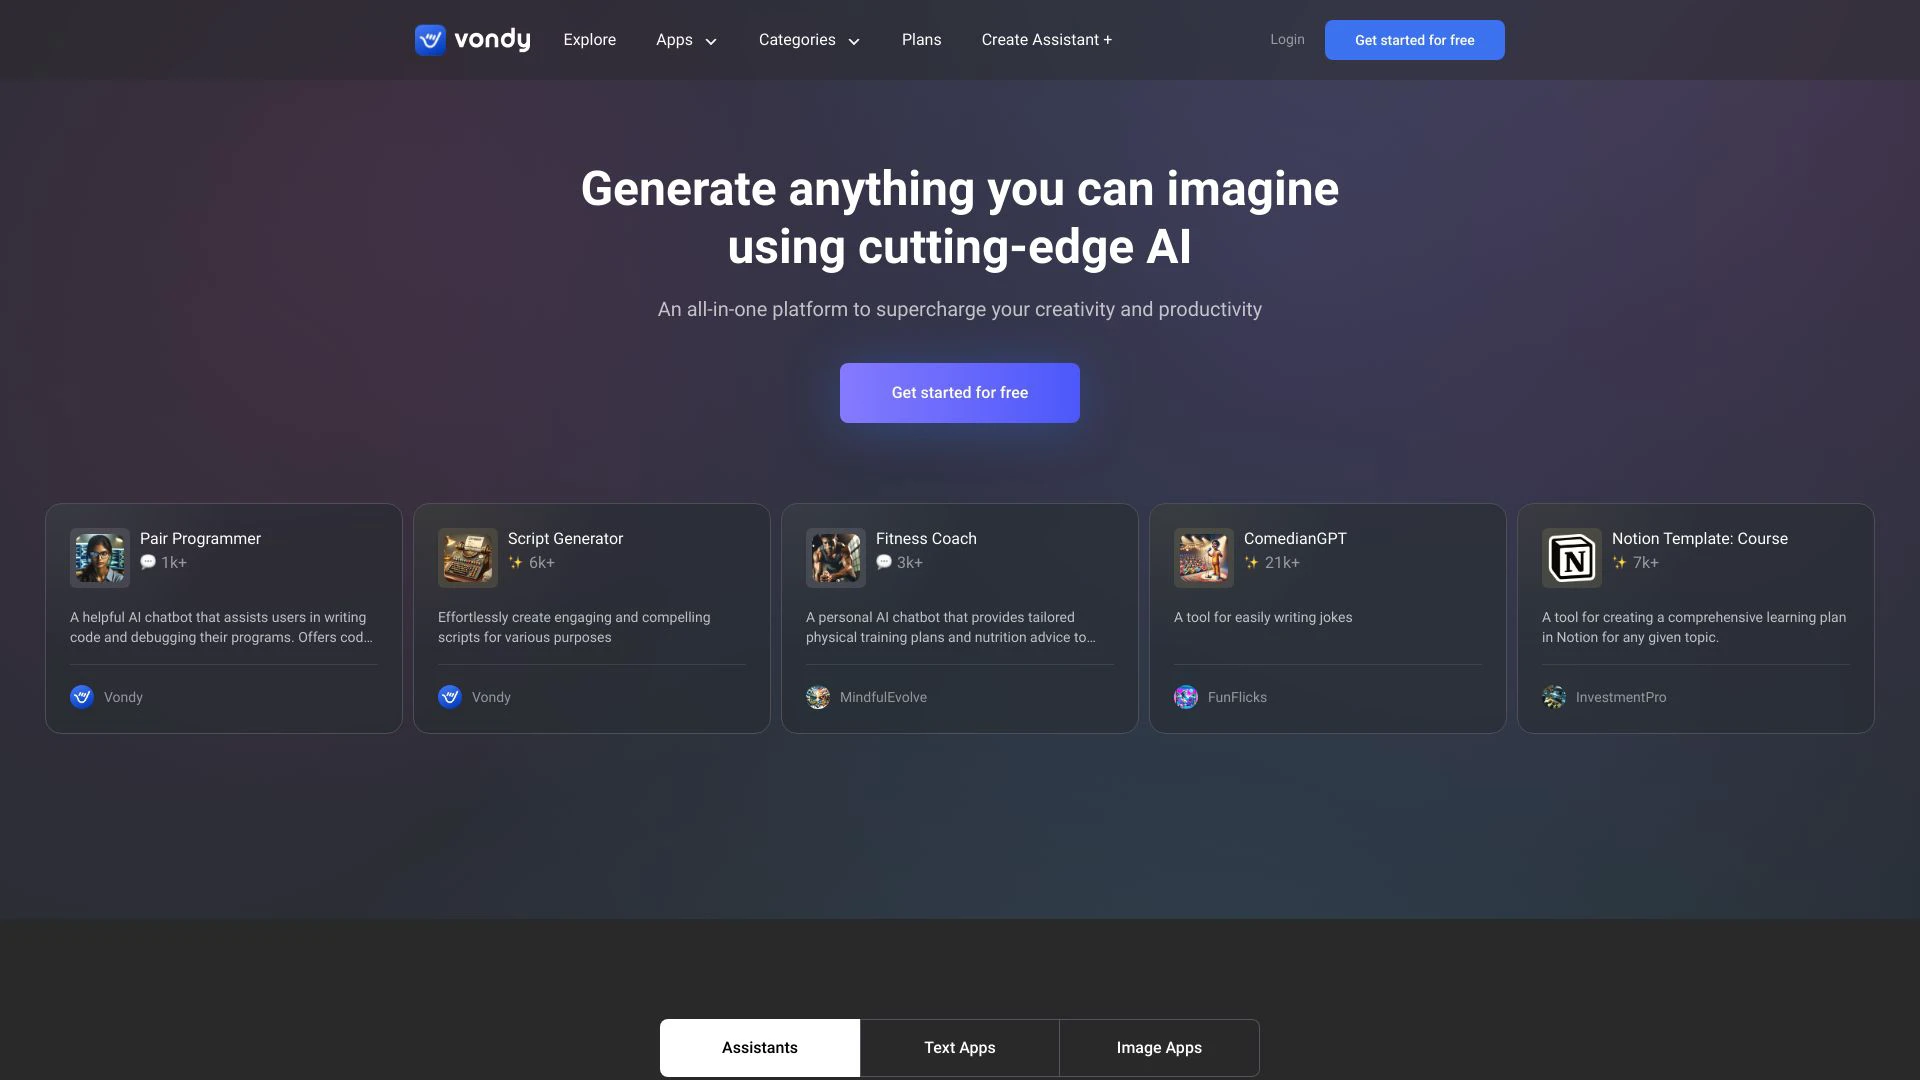 vondy
Explore
Apps
Categories
Plans
Create Assistant +
Login
Get started for free
Generate anything you can imagine
using cutting-edge AI
An all-in-one platform to supercharge your creativity and productivity
Get started for free
Pair Programmer
1k+
A helpful AI chatbot that assists users in writing
code and debugging their programs. Offers cod...
Vondy
Script Generator
6k+
Effortlessly create engaging and compelling
scripts for various purposes
Vondy
Fitness Coach
3k+
A personal AI chatbot that provides tailored
physical training plans and nutrition advice to...
MindfulEvolve
ComedianGPT
21k+
A tool for easily writing jokes
FunFlicks
N
Notion Template: Course
7k+
A tool for creating a comprehensive learning plan
in Notion for any given topic.
InvestmentPro
Assistants
Text Apps
Image Apps